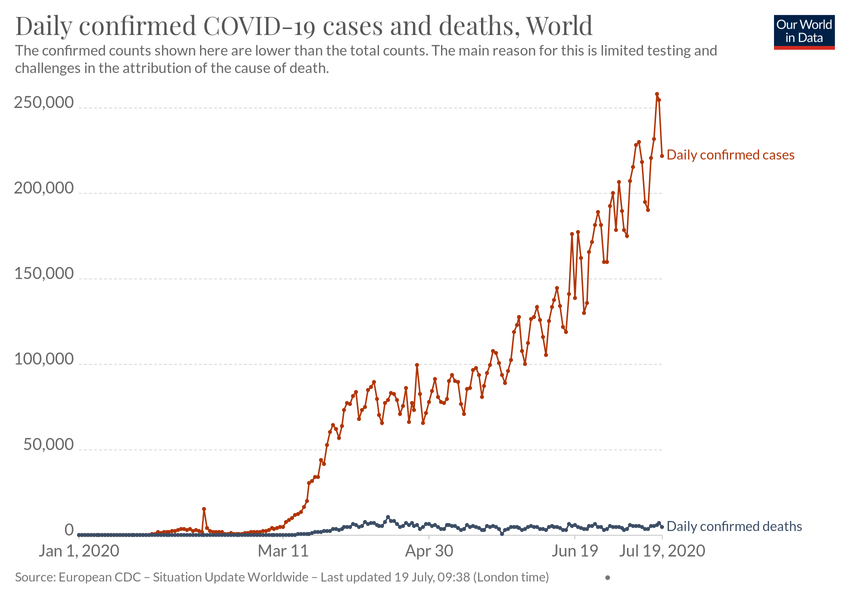 Daily confirmed COVID-19 cases and deaths, World
Our World
in Data
The confirmed counts shown here are lower than the total counts. The main reason for this is limited testing and
challenges in the attribution of the cause of death.
250,000
200,000
150,000
100,000
50,000
0
Daily confirmed cases
Daily confirmed deaths
Jan 1, 2020
Mar 11
Apr 30
Jun 19
Jul 19, 2020
Source: European CDC – Situation Update Worldwide – Last updated 19 July, 09:38 (London time)